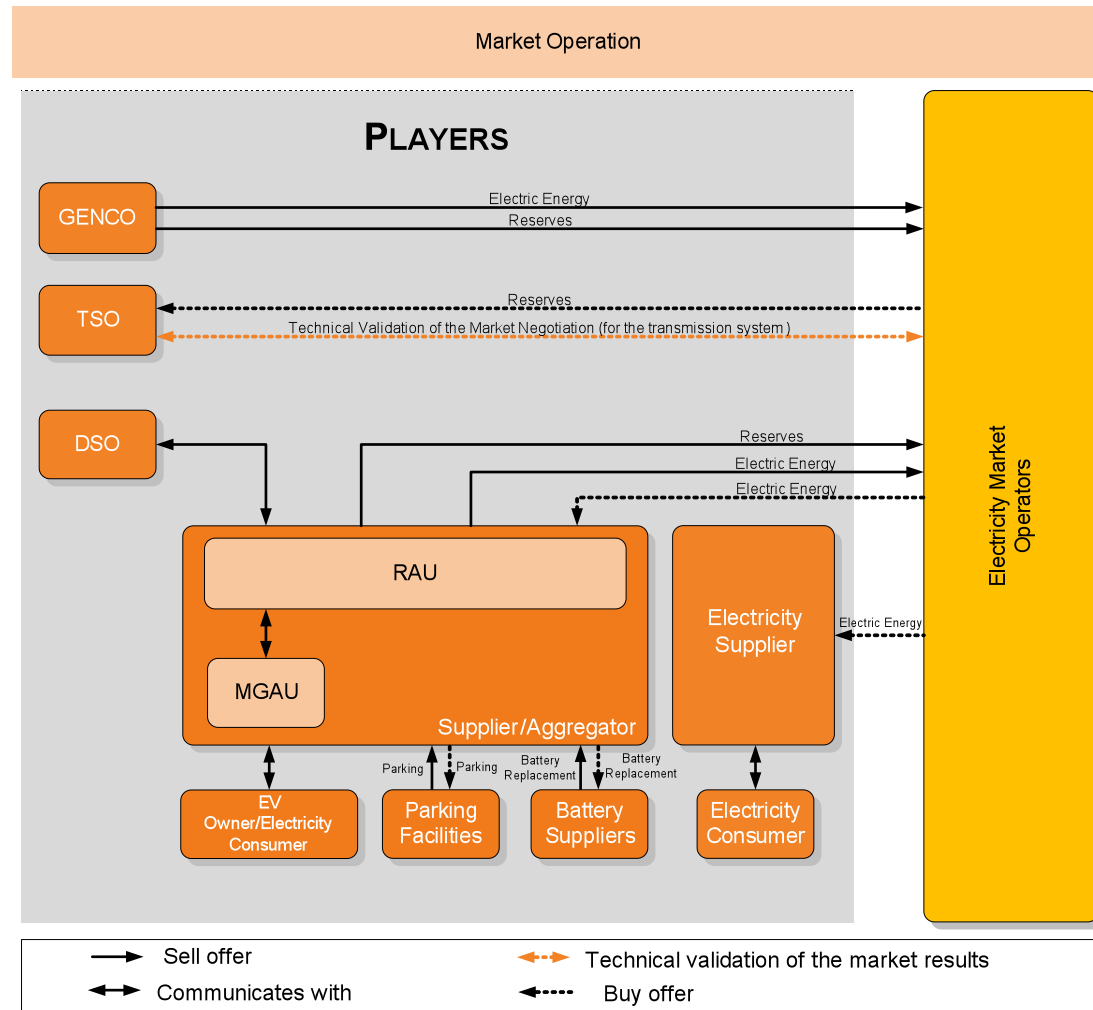 Market Operation
PLAYERS
GENCO
Electric Energy
Reserves
TSO
Reserves
Technical Validation of the Market Negotiation (for the transmission system)
DSO
Reserves
Electric Energy
Electric Energy
Electricity Market
Operators
RAU
MGAU
Supplier/Aggregator
Electricity
Supplier
Electric Energy
Parking
Parking
Battery
Replacement
Battery
Replacement
EV
Owner/Electricity
Consumer
Parking
Facilities
Battery
Suppliers
Electricity
Consumer
Sell offer
Technical validation of the market results
Communicates with
Buy offer